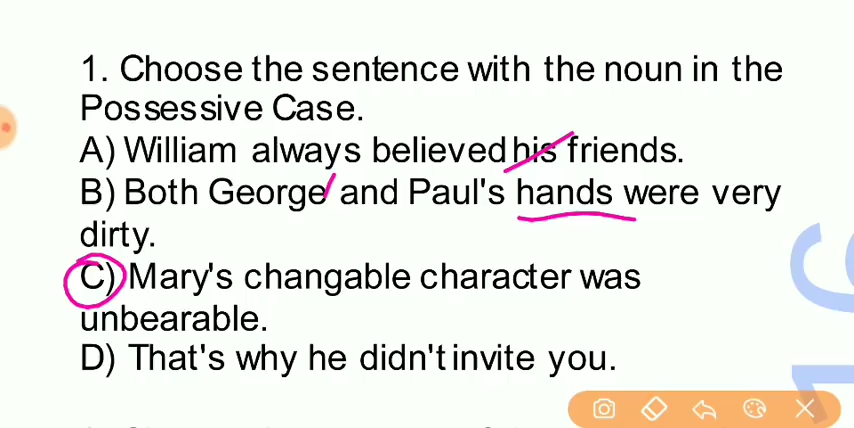 1. Choose the sentence with the noun in the
Possessive Case.
A) William always believed his friends.
B) Both George and Paul's hands were very
dirty.
C) Mary's changable character was
unbearable.
D) That's why he didn't invite you.